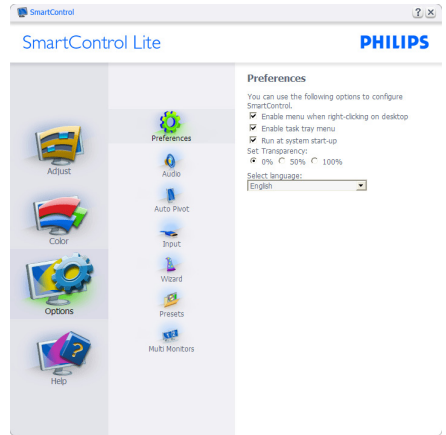 SmartControl
SmartControl Lite
PHILIPS
Adjust
Color
Options
Help
Preferences
Audio
Auto Pivot
Input
Wizard
Presets
Multi Monitors
Preferences
You can use the following options to configure
SmartControl.
Enable menu when right-clicking on desktop
Enable task tray menu
Run at system start-up
Set Transparency:
0% 50% 100%
Select language:
English